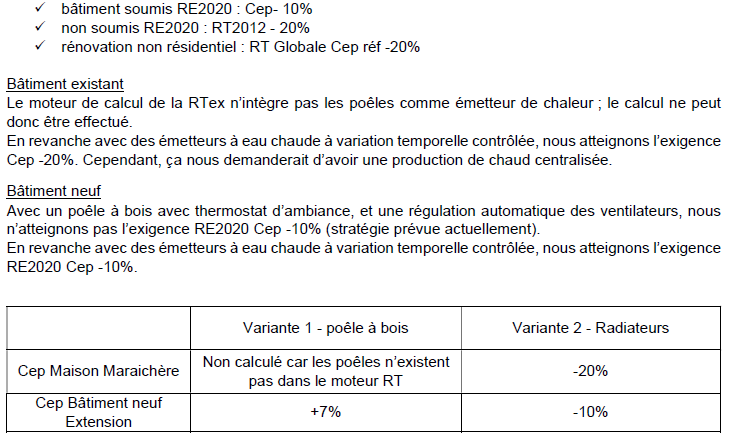 ✓ bâtiment soumis RE2020 : Cep- 10%
✓ non soumis RE2020 : RT2012 - 20%
✓ rénovation non résidentiel : RT Globale Cep réf -20%
Bâtiment existant
Le moteur de calcul de la RTex n’intègre pas les poêles comme émetteur de chaleur ; le calcul ne peut
donc être effectué.
En revanche avec des émetteurs à eau chaude à variation temporelle contrôlée, nous atteignons l’exigence
Cep -20%. Cependant, ça nous demanderait d’avoir une production de chaud centralisée.
Bâtiment neuf
Avec un poêle à bois avec thermostat d’ambiance, et une régulation automatique des ventilateurs, nous
n’atteignons pas l’exigence RE2020 Cep -10% (stratégie prévue actuellement).
En revanche avec des émetteurs à eau chaude à variation temporelle contrôlée, nous atteignons l’exigence
RE2020 Cep -10%.
Variante 1 - poêle à bois
Variante 2 - Radiateurs
Cep Maison Maraichère
Non calculé car les poêles n’existent
pas dans le moteur RT
-20%
Cep Bâtiment neuf
Extension
+7%
-10%